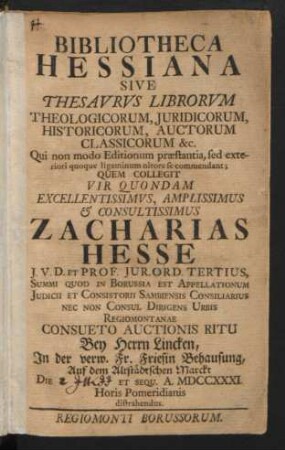 BIBLIOTHECA
HESSIANA
SIVE
THESAVRVS LIBRORVM
THEOLOGICORUM, JURIDICORUM,
HISTORICORUM, AUCTORUM
CLASSICORUM &c.
Qui non modo Editionum præstantia, sed exte-
riori quoque ligaminum nitore se commendant;
QUEM COLLEGIT
VIR QUONDAM
EXCELLENTISSIMVS, AMPLISSIMUS
& CONSULTISSIMUS
ZACHARIAS
HESSE
J. V. D. ET PROF. JUR. ORD. TERTIUS,
SUMMI QUOD IN BORUSSIA EST APPELLATIONUM
JUDICII ET CONSISTORII SAMBIENSIS CONSILIARIUS
NEC NON CONSUL DIRIGENS URBIS
REGIOMONTANAE
CONSUETO AUCTIONIS RITU
Bey Herrn Lincken,
In der verw. Fr. Friesin Behausung,
Auf dem Altstädtschen Marckt
DIE 2 ET SEQU. A. MDCCXXXI.
Horis Pomeridianis
distrahendus.
REGIOMONTI BORUSSORUM.